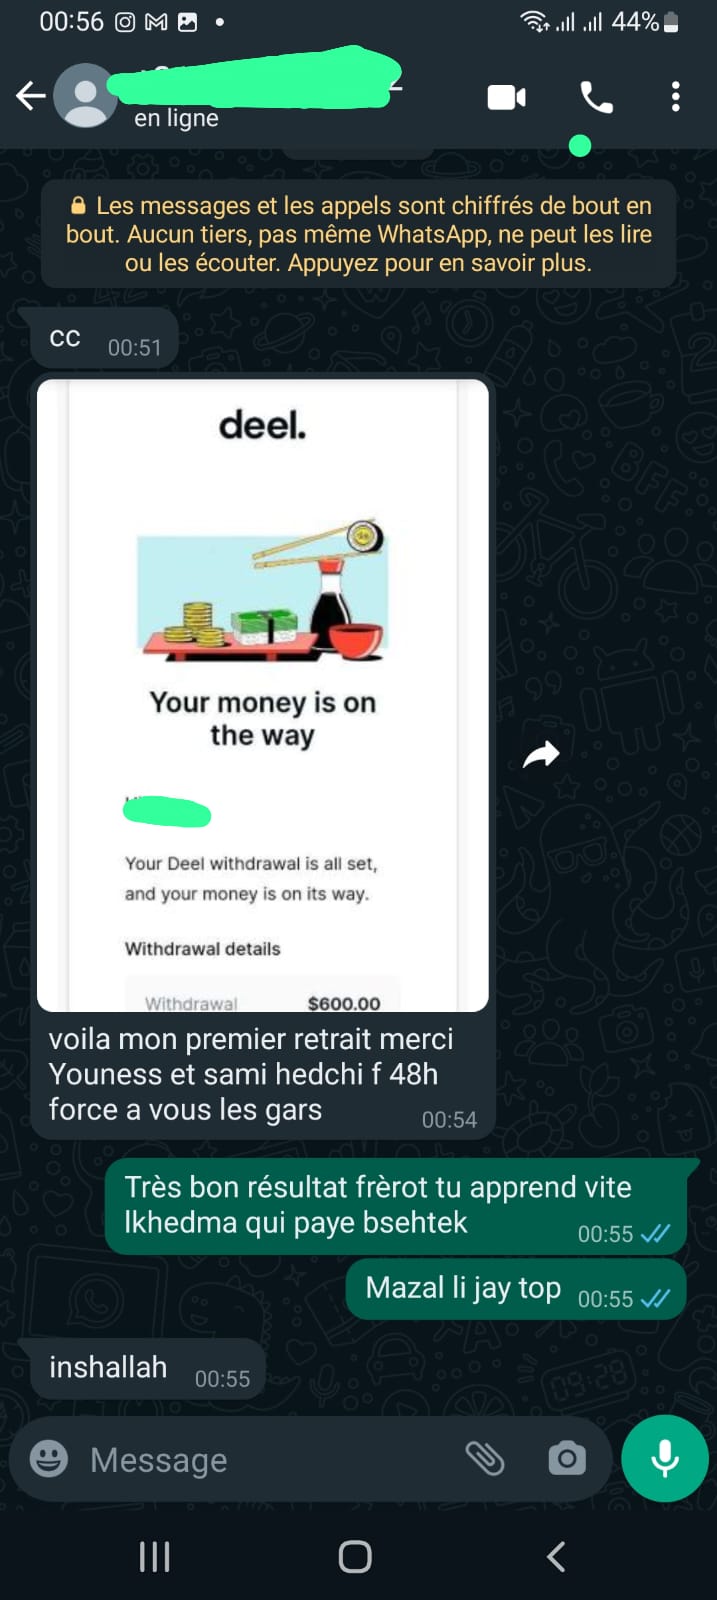 00:56
44%
en ligne
Les messages et les appels sont chiffrés de bout en
bout. Aucun tiers, pas même WhatsApp, ne peut les lire
ou les écouter. Appuyez pour en savoir plus.
cc 00:51
deel.
Your money is on
the way
Your Deel withdrawal is all set,
and your money is on its way.
Withdrawal details
Withdrawal $600.00
voila mon premier retrait merci
Youness et sami hedchi f 48h
force a vous les gars
00:54
Très bon résultat frèrot tu apprend vite
lkhedma qui paye bsehtek
00:55
Mazal li jay top 00:55
inshallah 00:55
Message